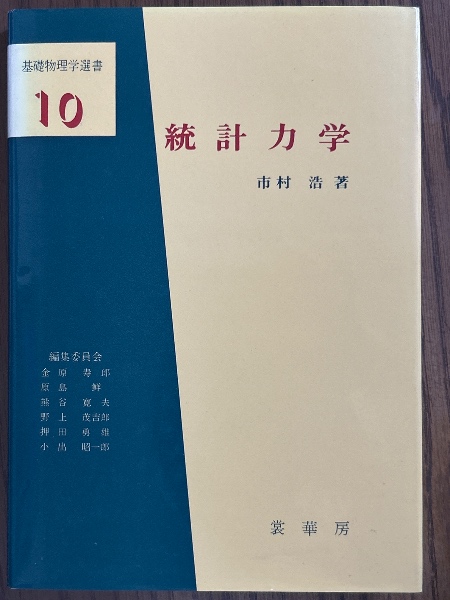 基礎物理学選書
10
統計力学
市村 浩著
編集委員会
金原 寿郎
原島 鮮
熊谷 寛夫
野上 茂吉郎
押田 勇雄
小出 昭一郎
裳華房